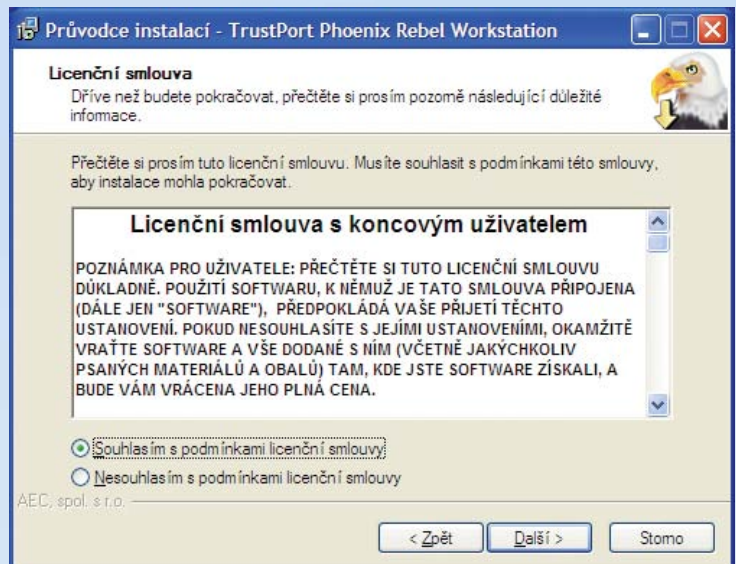 Průvodce instalací - TrustPort Phoenix Rebel Workstation
Licenční smlouva
Dříve než budete pokračovat, přečtěte si prosím pozorně následující důležité
informace.
Přečtěte si prosím tuto licenční smlouvu. Musíte souhlasit s podmínkami této smlouvy,
aby instalace mohla pokračovat.
Licenční smlouva s koncovým uživatelem
POZNÁMKA PRO UŽIVATELE: PŘEČTĚTE SI TUTO LICENČNÍ SMLOUVU
DŮKLADNĚ. POUŽITÍ SOFTWARU, K NĚMUŽ JE TATO SMLOUVA PŘIPOJENA
(DÁLE JEN "SOFTWARE"), PŘEDPOKLÁDÁ VAŠE PŘIJETÍ TĚCHTO
USTANOVENÍ. POKUD NESOUHLASÍTE S JEJÍMI USTANOVENÍMI, OKAMŽITĚ
VRAŤTE SOFTWARE A VŠE DODANÉ S NÍM (VČETNĚ JAKÝCHKOLIV
PSANÝCH MATERIÁLŮ A OBALŮ) TAM, KDE JSTE SOFTWARE ZÍSKALI, A
BUDE VÁM VRÁCENA JEHO PLNÁ CENA.
Souhlasím s podmínkami licenční smlouvy
Nesouhlasím s podmínkami licenční smlouvy
AEC, spol. s r.o.
< Zpět Další > Storno